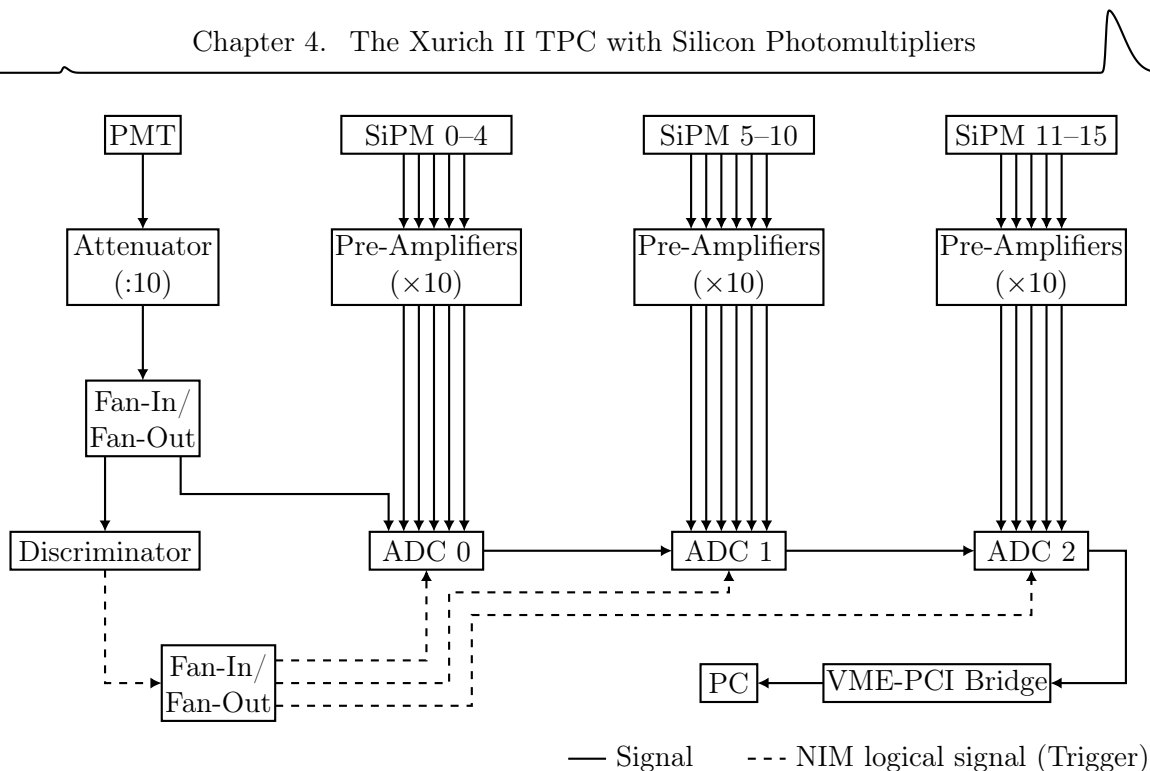 Chapter 4. The Xurich II TPC with Silicon Photomultipliers
PMT
SiPM 0–4
SiPM 5–10
SiPM 11–15
Attenuator
(:10)
Pre-Amplifiers
(×10)
Pre-Amplifiers
(×10)
Pre-Amplifiers
(×10)
Fan-In/
Fan-Out
Discriminator
ADC 0
ADC 1
ADC 2
Fan-In/
Fan-Out
PC
VME-PCI Bridge
Signal
NIM logical signal (Trigger)